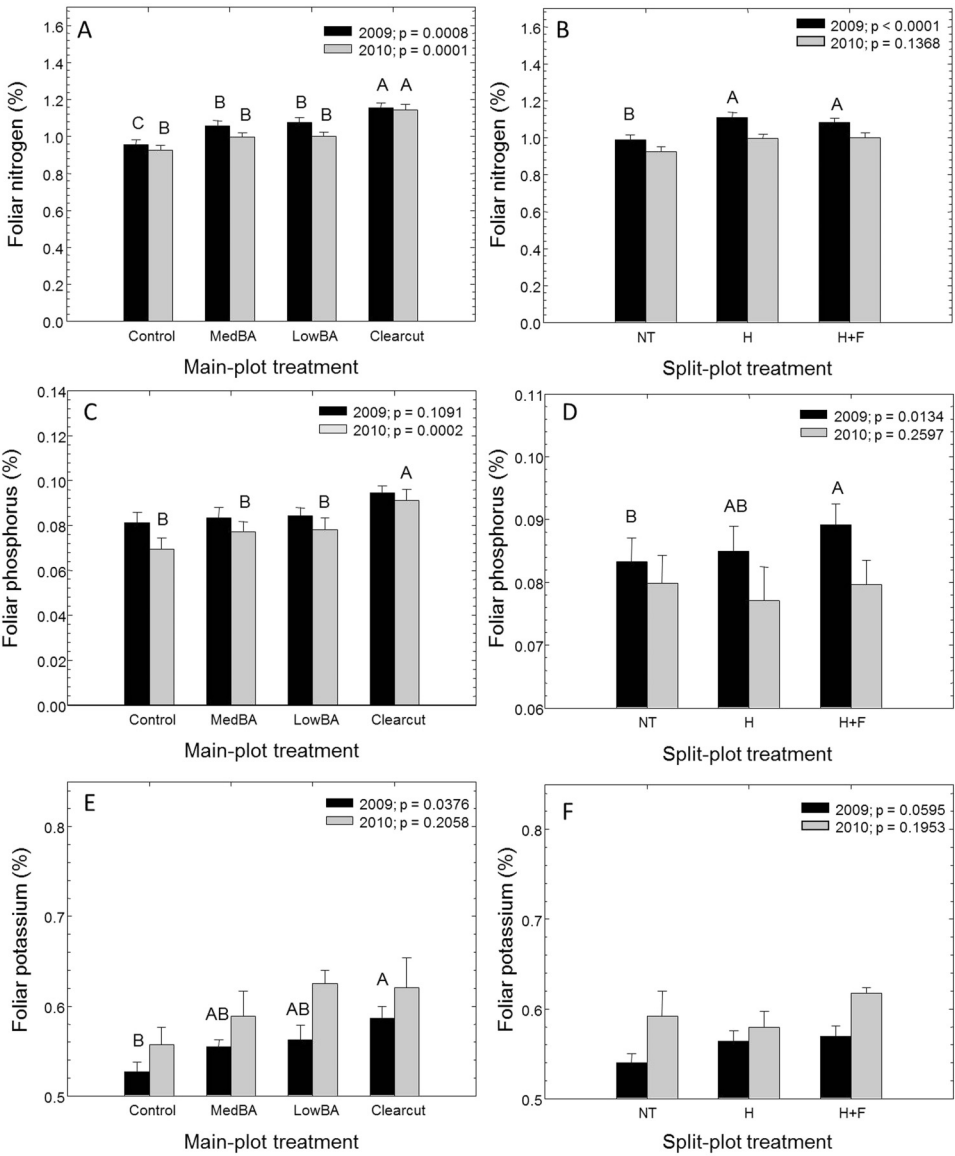 A
2009; p = 0.0008
2010; p = 0.0001
Foliar nitrogen (%)
1.6
1.4
1.2
1.0
0.8
0.6
0.4
0.2
0.0
C B B B B B A A
Control MedBA LowBA Clearcut
Main-plot treatment
B
2009; p < 0.0001
2010; p = 0.1368
Foliar nitrogen (%)
1.6
1.4
1.2
1.0
0.8
0.6
0.4
0.2
0.0
B A A
NT H H+F
Split-plot treatment
C
2009; p = 0.1091
2010; p = 0.0002
Foliar phosphorus (%)
0.14
0.12
0.10
0.08
0.06
0.04
0.02
0.00
B B B A
Control MedBA LowBA Clearcut
Main-plot treatment
D
2009; p = 0.0134
2010; p = 0.2597
Foliar phosphorus (%)
0.11
0.10
0.09
0.08
0.07
0.06
B AB A
NT H H+F
Split-plot treatment
E
2009; p = 0.0376
2010; p = 0.2058
Foliar potassium (%)
0.8
0.7
0.6
0.5
B AB AB A
Control MedBA LowBA Clearcut
Main-plot treatment
F
2009; p = 0.0595
2010; p = 0.1953
Foliar potassium (%)
0.8
0.7
0.6
0.5
NT H H+F
Split-plot treatment